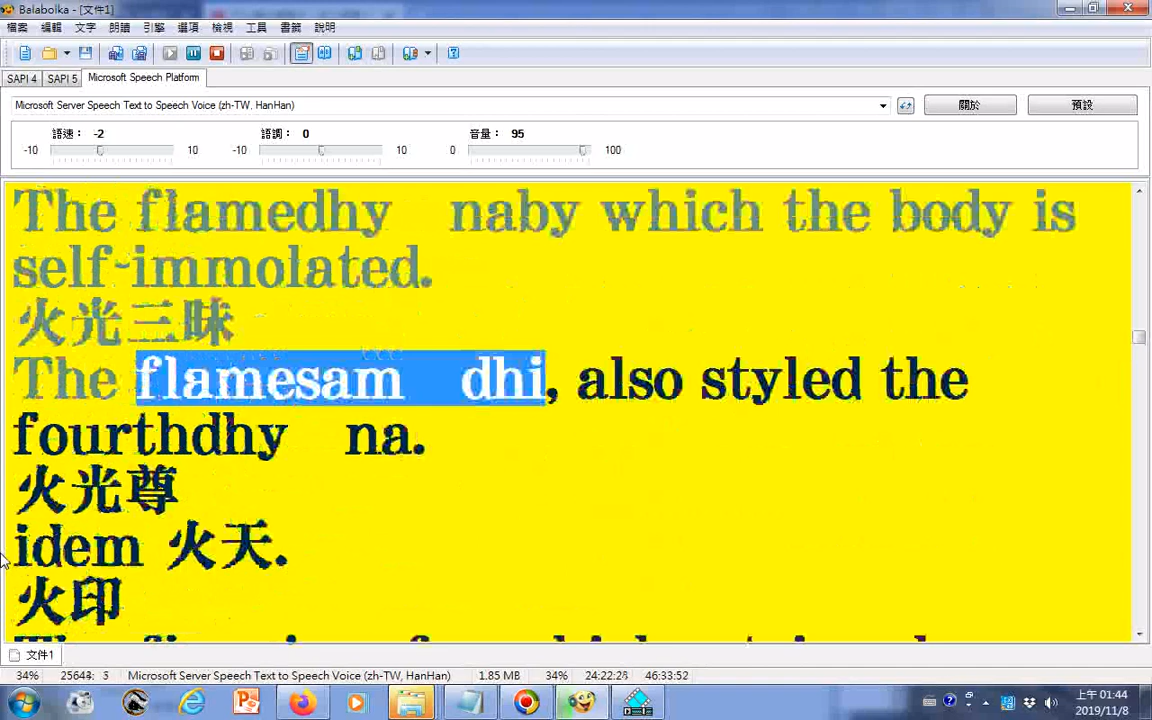 Balabolka - [文件1]
檔案 編輯 文字 朗讀 引擎 選項 檢視 工具 書籤 說明
SAPI 4 SAPI 5 Microsoft Speech Platform
Microsoft Server Speech Text to Speech Voice (zh-TW, HanHan) 關於 預設
語速： -2 語調： 0 音量： 95
-10 10 -10 10 0 100
The flamedhy naby which the body is
self-immolated.
火光三昧
The flamesam dhi, also styled the
fourthdhy na.
火光尊
idem 火天.
火印
文件1
34% 25644: 3 Microsoft Server Speech Text to Speech Voice (zh-TW, HanHan) 1.85 MB 34% 24:22:28 46:33:52
上午 01:44
2019/11/8